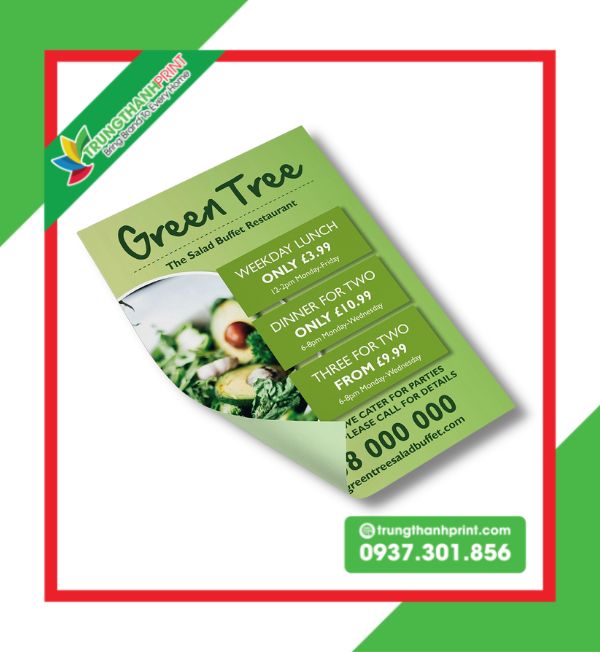 TRUNGTHANHPRINT
Bring Brand To Every Home
Green Tree
The Salad Buffet Restaurant
WEEKDAY LUNCH
ONLY £3.99
12-2pm Monday-Friday
DINNER FOR TWO
ONLY £10.99
6-8pm Monday-Wednesday
THREE FOR TWO
FROM £9.99
6-8pm Monday-Wednesday
WE CATER FOR PARTIES
PLEASE CALL FOR DETAILS
8 000 000
greentreesaladbuffet.com
trungthanhprint.com
0937.301.856